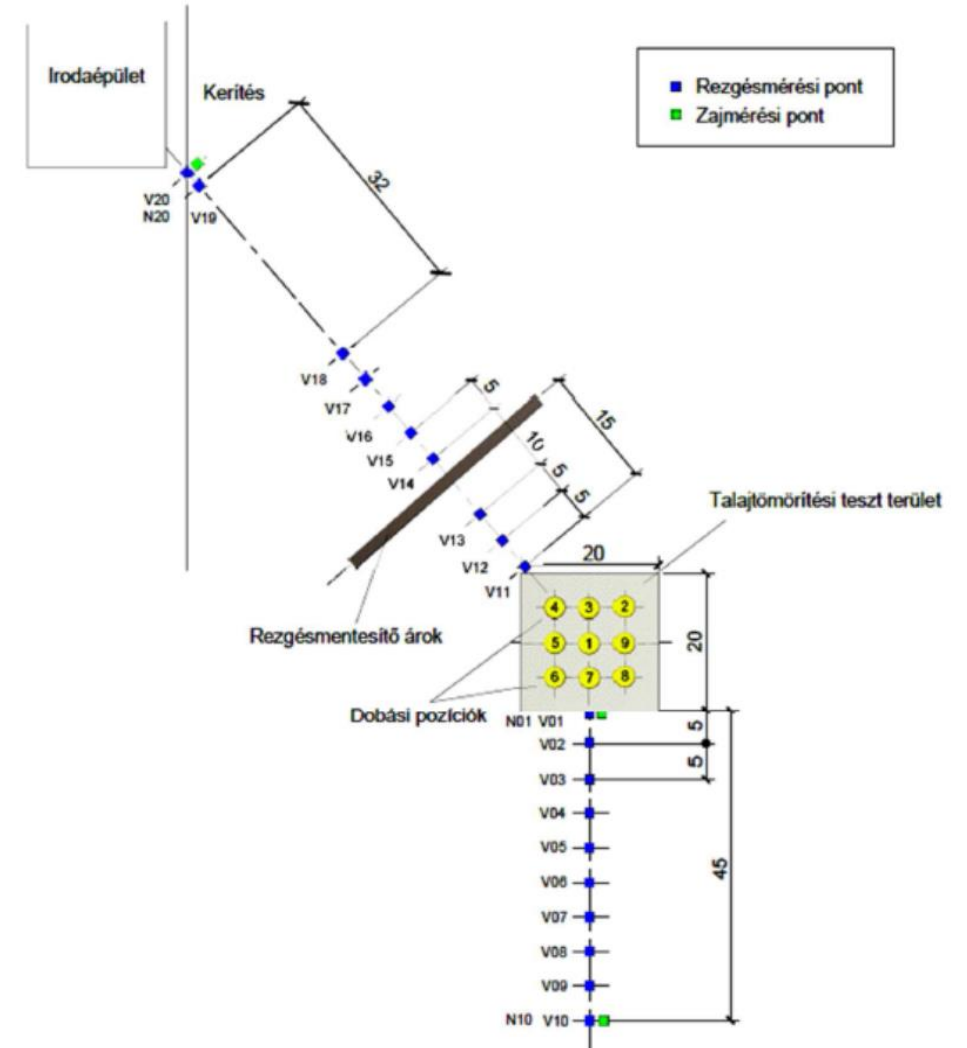 Irodaépület
Kerítés
Rezgésmérési pont
Zajmérési pont
32
V20
N20
V19
V18
V17
V16
V15
V14
5
10
5
5
15
V13
V12
V11
Talajtömörítési teszt terület
20
Rezgésmentesítő árok
4
3
2
5
1
9
6
7
8
20
Dobási pozíciók
N01 V01
V02
V03
V04
V05
V06
V07
V08
V09
N10 V10
5
5
45